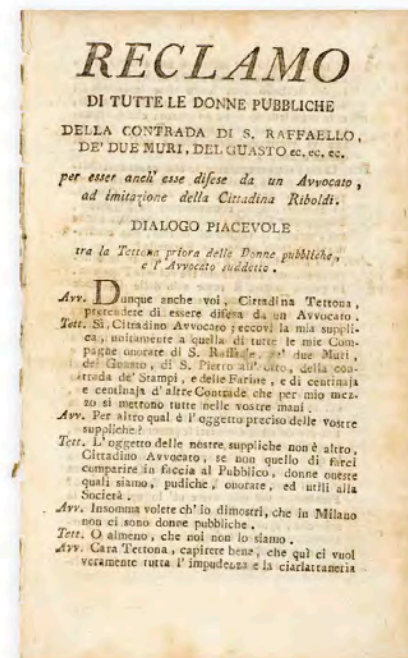 RECLAMO
DI TUTTE LE DONNE PUBBLICHE
DELLA CONTRADA DI S. RAFFAELLO,
DE' DUE MURI, DEL GUASTO ec. ec. ec.
per esser anch' esse difese da un Avvocato,
ad imitazione della Cittadina Riboldi.
DIALOGO PIACEVOLE
tra la Tettona priora delle Donne pubbliche,
e l'Avvocato suddetto.
Avv. Dunque anche voi, Cittadina Tettona,
pretendete di essere difesa da un Avvocato.
Tett. Sì, Cittadino Avvocato; eccovi la mia suppli-
ca, unitamente a quella di tutte le mie Com-
pagne onorate di S. Raffaele, de' due Muri,
del Guasto, di S. Pietro all' orto, della con-
trada de' Stampi, e delle Farine, e di centinaja
e centinaja d'altre Contrade che per mio mez-
zo si mettono tutte nelle vostre mani.
Avv. Per altro qual è l'oggetto preciso delle vostre
suppliche?
Tett. L'oggetto delle nostre suppliche non è altro,
Cittadino Avvocato, se non quello di farci
comparire in faccia al Pubblico, donne oneste
quali siamo, pudiche, onorate, ed utili alla
Società.
Avv. Insomma volete ch' io dimostri, che in Milano
non ci sono donne pubbliche.
Tett. O almeno, che noi non lo siamo.
Avv. Cara Tettona, capirete bene, che qui ci vuol
veramente tutta l'impudenza e la ciarlattaneria